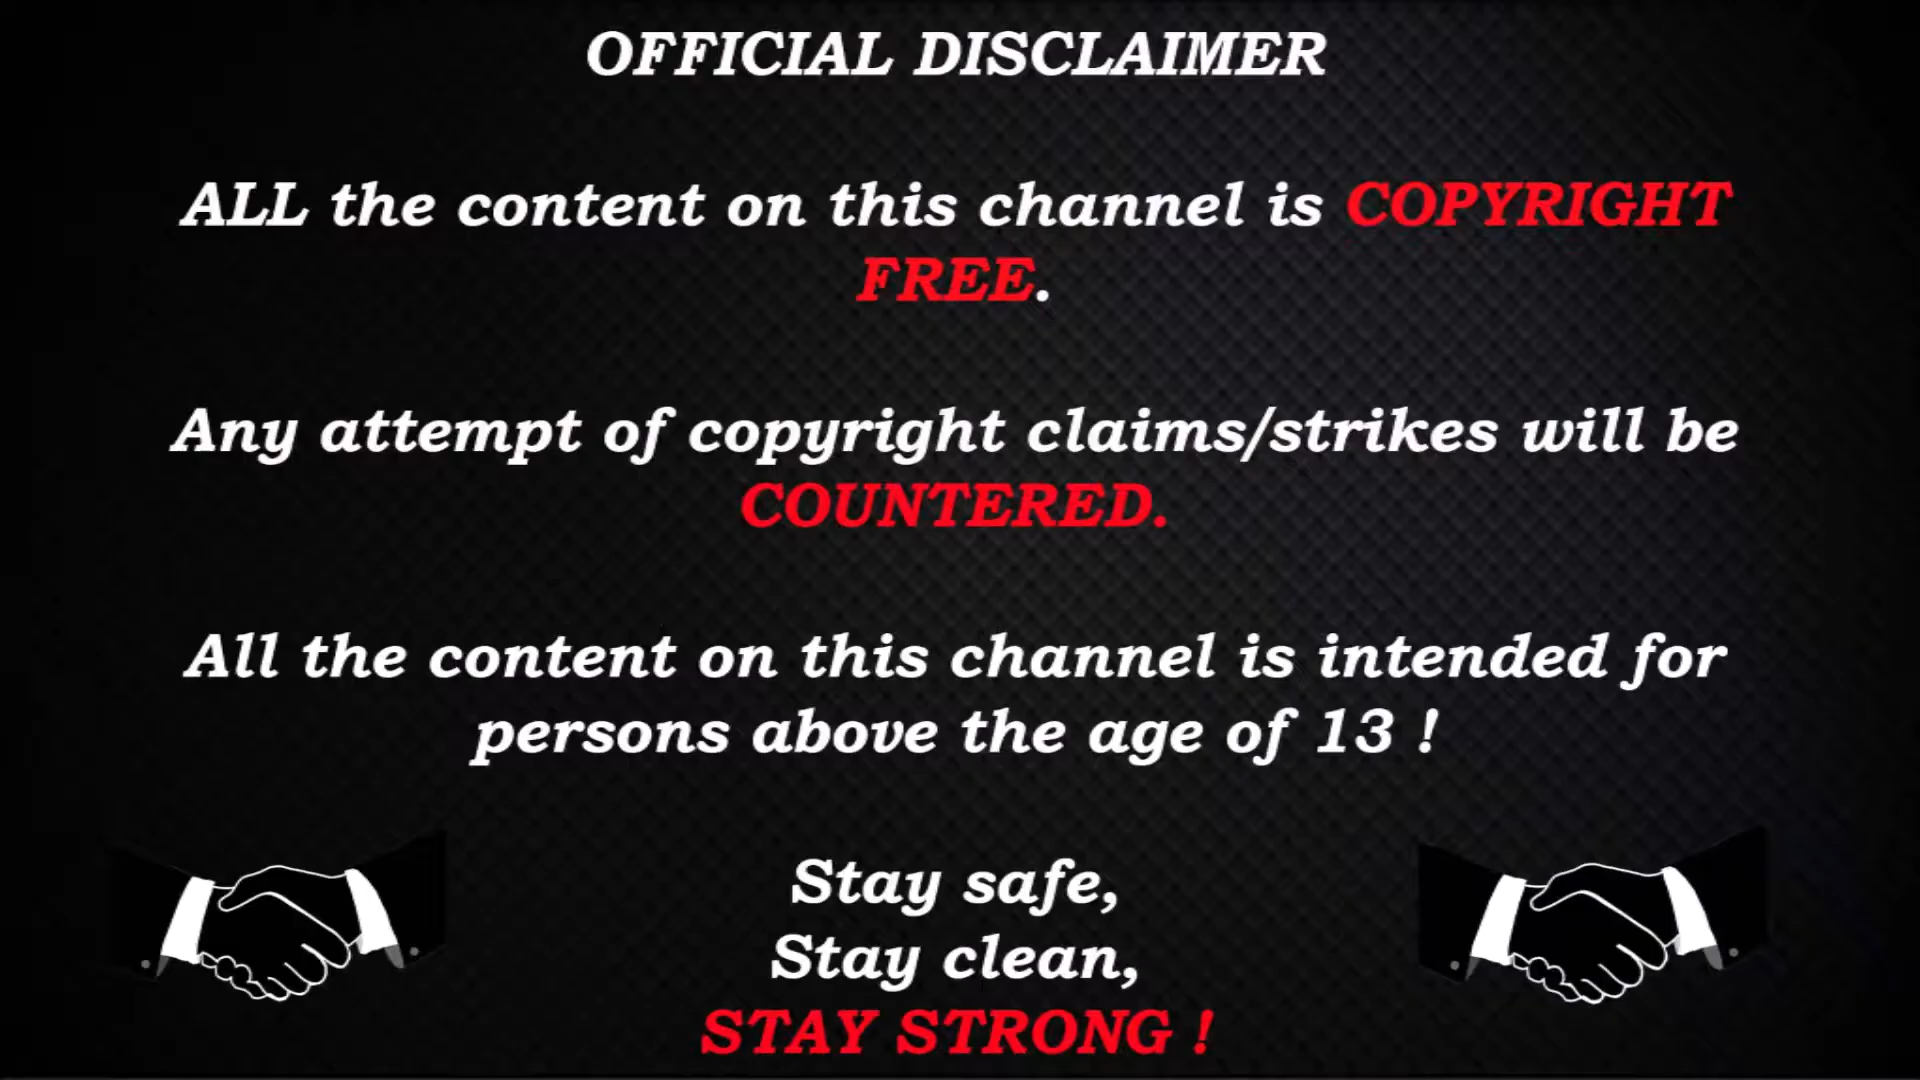 OFFICIAL DISCLAIMER
ALL the content on this channel is COPYRIGHT
FREE.
Any attempt of copyright claims/strikes will be
COUNTERED.
All the content on this channel is intended for
persons above the age of 13 !
Stay safe,
Stay clean,
STAY STRONG !